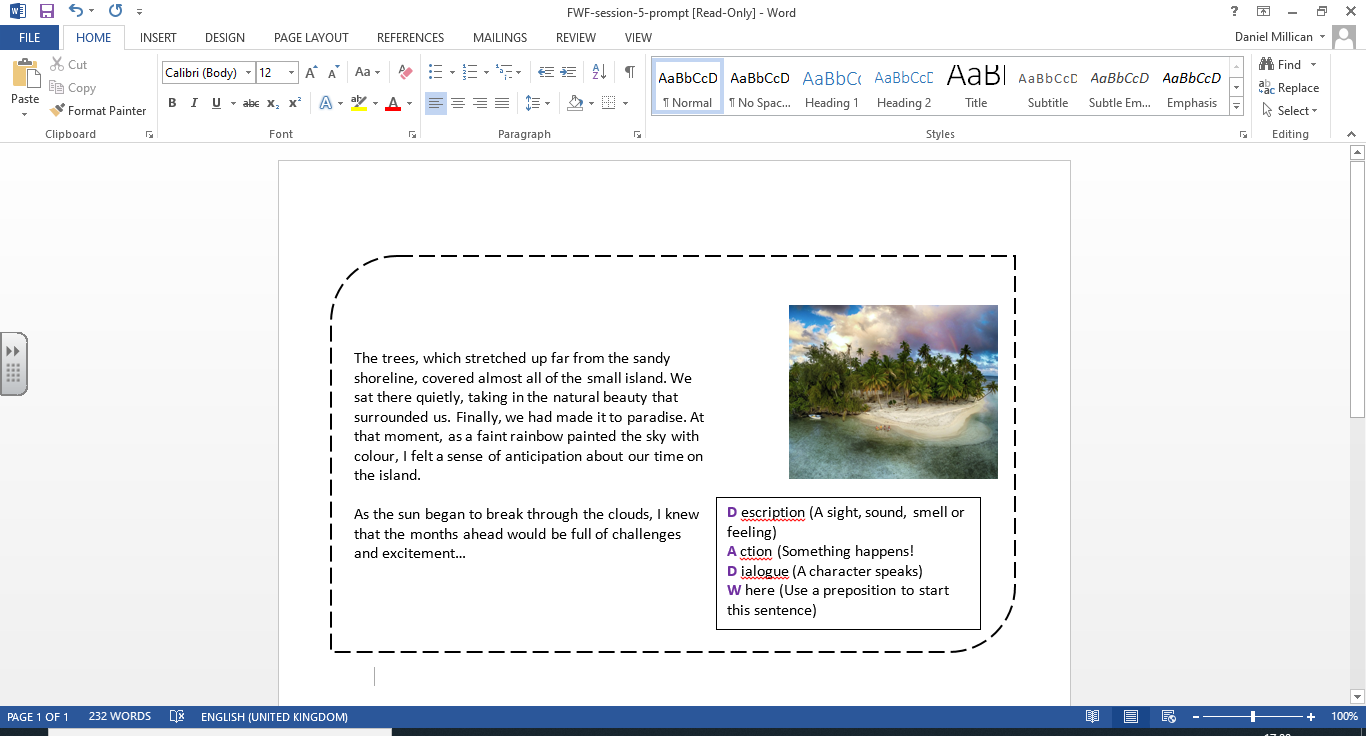 FWF-session-5-prompt [Read-Only] - Word
FILE HOME INSERT DESIGN PAGE LAYOUT REFERENCES MAILINGS REVIEW VIEW
Daniel Millican
Paste
Cut
Copy
Format Painter
Clipboard
Calibri (Body) 12
Font
Paragraph
AaBbCcD AaBbCcD AaBbCc AaBbCcD AaBl AaBbCcD AaBbCcD AaBbCcD
¶ Normal ¶ No Spac... Heading 1 Heading 2 Title Subtitle Subtle Em... Emphasis
Styles
Find
Replace
Select
Editing
The trees, which stretched up far from the sandy
shoreline, covered almost all of the small island. We
sat there quietly, taking in the natural beauty that
surrounded us. Finally, we had made it to paradise. At
that moment, as a faint rainbow painted the sky with
colour, I felt a sense of anticipation about our time on
the island.
As the sun began to break through the clouds, I knew
that the months ahead would be full of challenges
and excitement…
D escription (A sight, sound, smell or
feeling)
A ction (Something happens!
D ialogue (A character speaks)
W here (Use a preposition to start
this sentence)
PAGE 1 OF 1 232 WORDS ENGLISH (UNITED KINGDOM) 100%